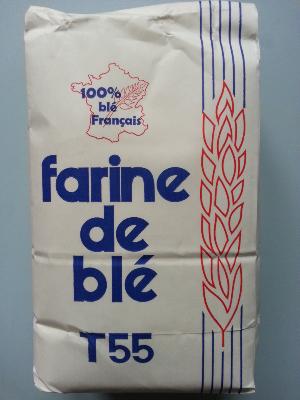 100%
blé
Français
farine
de
blé
T55